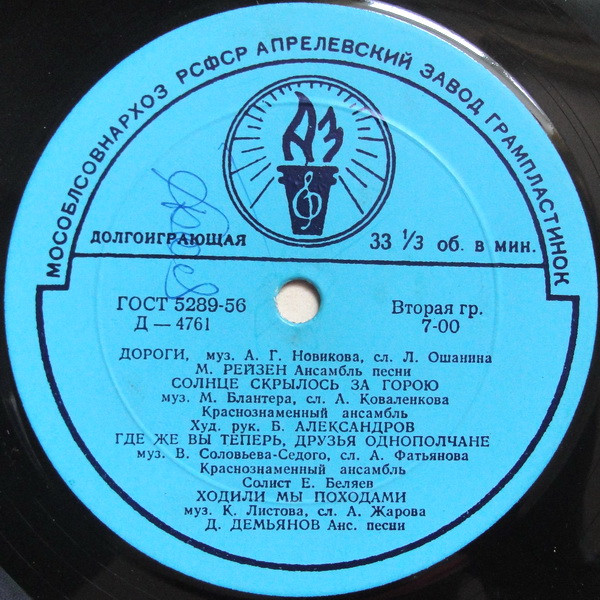 МОСОБЛСОВНАРХОЗ РСФСР АПРЕЛЕВСКИЙ ЗАВОД ГРАМПЛАСТИНОК
АЗ
ДОЛГОИГРАЮЩАЯ 33 1/3 об. в мин.
ГОСТ 5289-56 Вторая гр.
Д — 4761 7-00
ДОРОГИ, муз. А. Г. Новикова, сл. Л. Ошанина
М. РЕЙЗЕН Ансамбль песни
СОЛНЦЕ СКРЫЛОСЬ ЗА ГОРОЮ
муз. М. Блантера, сл. А. Коваленкова
Краснознаменный ансамбль
Худ. рук. Б. АЛЕКСАНДРОВ
ГДЕ ЖЕ ВЫ ТЕПЕРЬ, ДРУЗЬЯ ОДНОПОЛЧАНЕ
муз. В. Соловьева-Седого, сл. А. Фатьянова
Краснознаменный ансамбль
Солист Е. Беляев
ХОДИЛИ МЫ ПОХОДАМИ
муз. К. Листова, сл. А. Жарова
Д. ДЕМЬЯНОВ Анс. песни